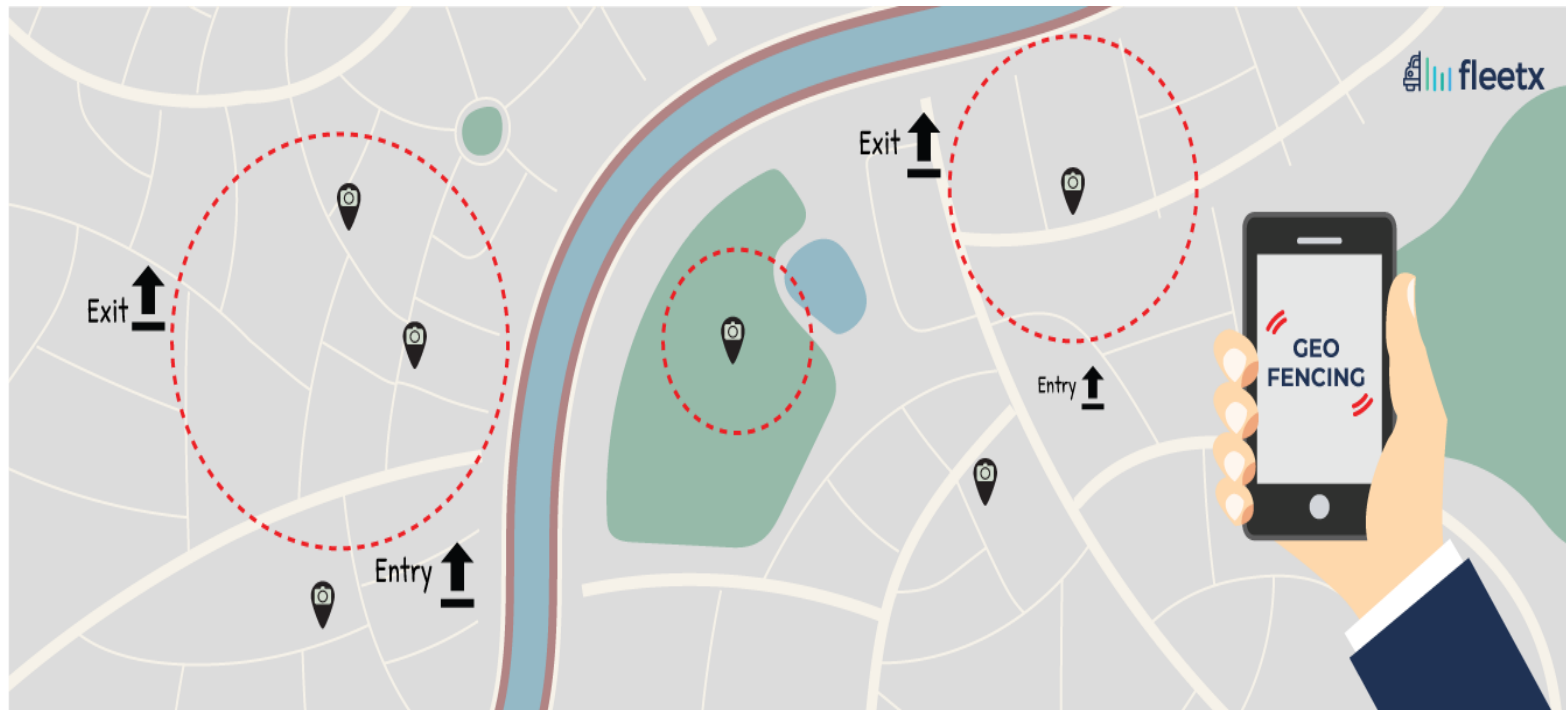 fleetx
Exit
Exit
Entry
GEO
FENCING
Entry